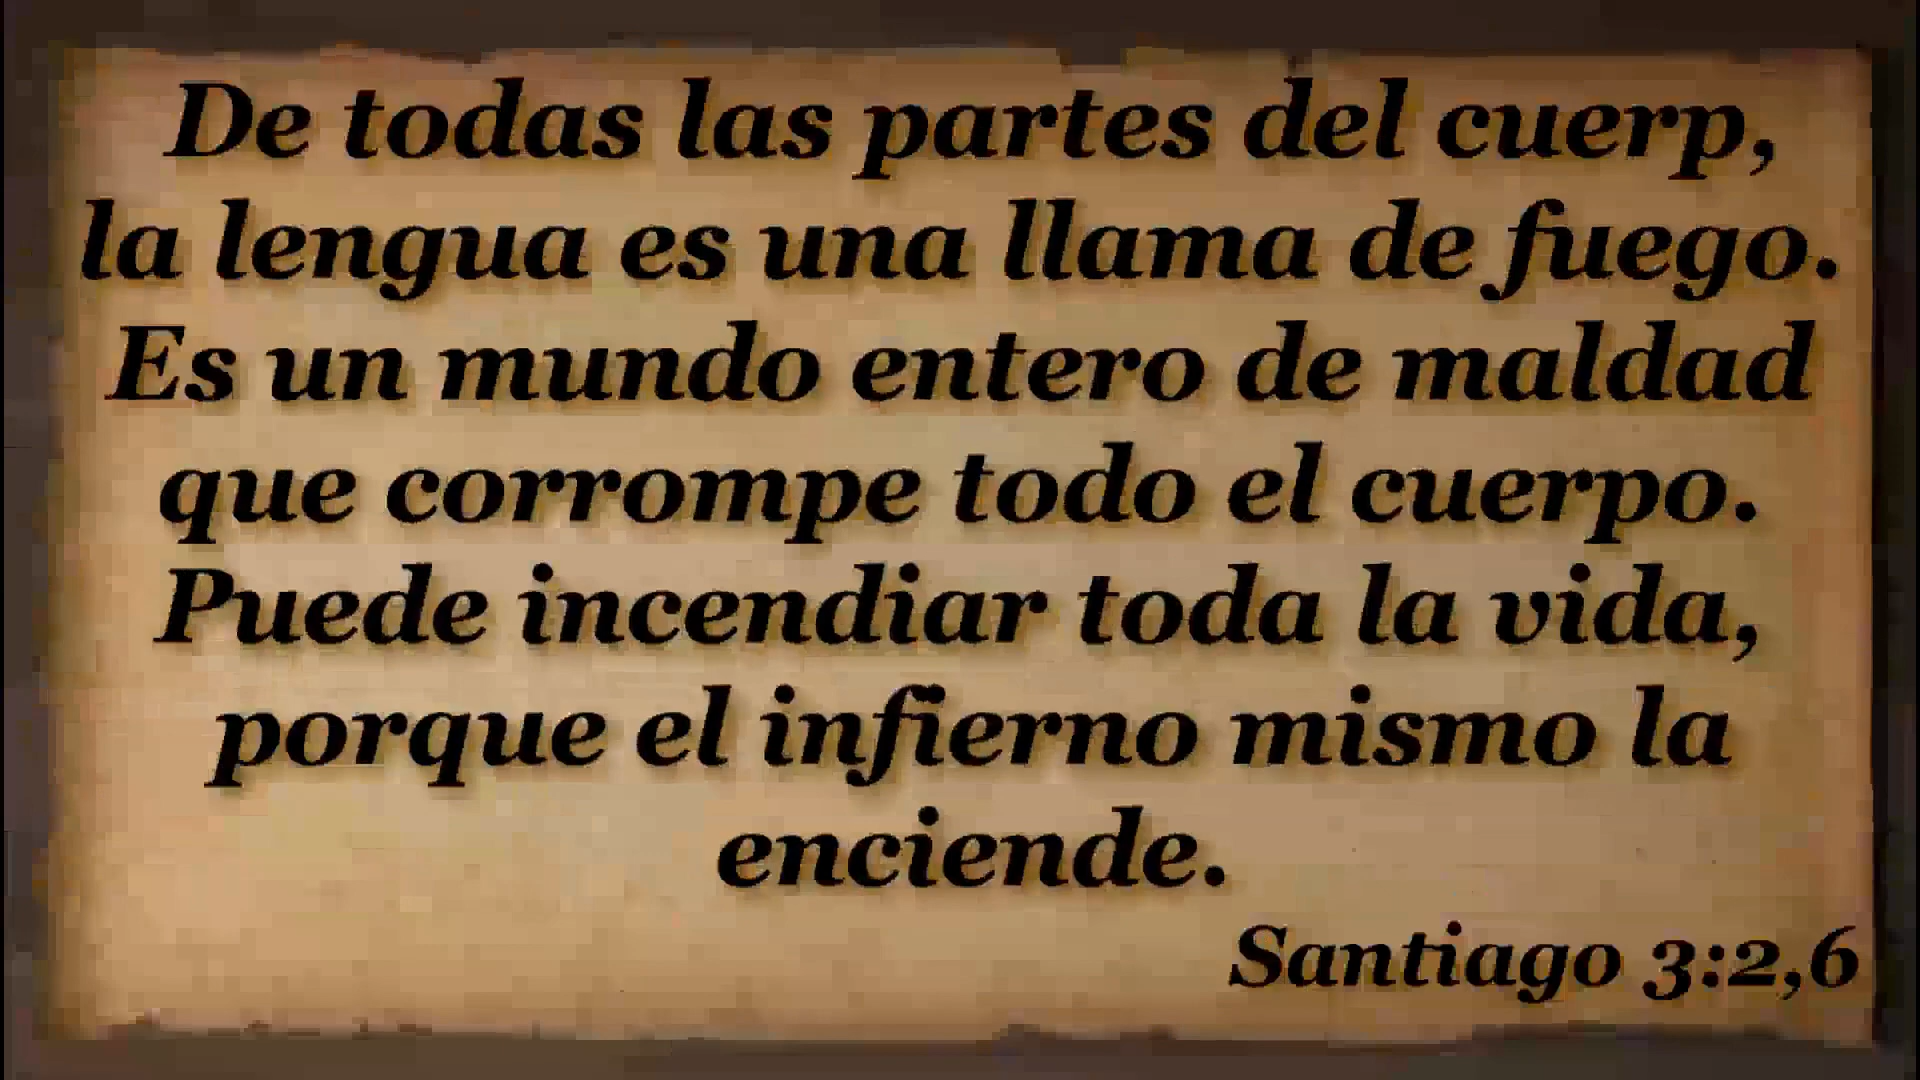 De todas las partes del cuerp,
la lengua es una llama de fuego.
Es un mundo entero de maldad
que corrompe todo el cuerpo.
Puede incendiar toda la vida,
porque el infierno mismo la
enciende.
Santiago 3:2,6